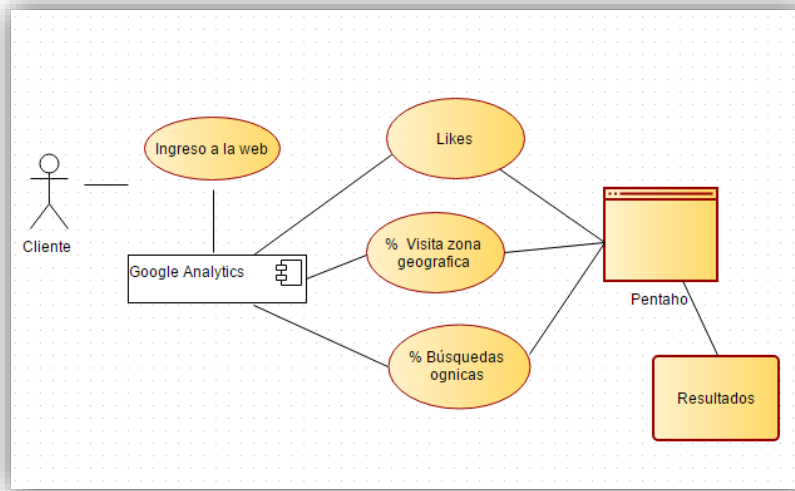 Ingreso a la web
Likes
Cliente
Google Analytics
% Visita zona
geografica
Pentaho
% Búsquedas
ognicas
Resultados